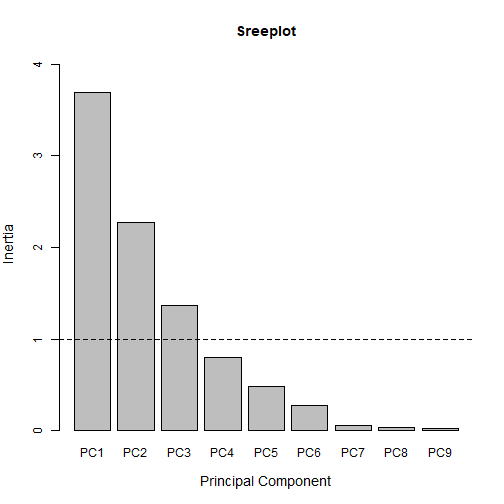 Sreeplot
4
3
2
1
0
Inertia
PC1 PC2 PC3 PC4 PC5 PC6 PC7 PC8 PC9
Principal Component